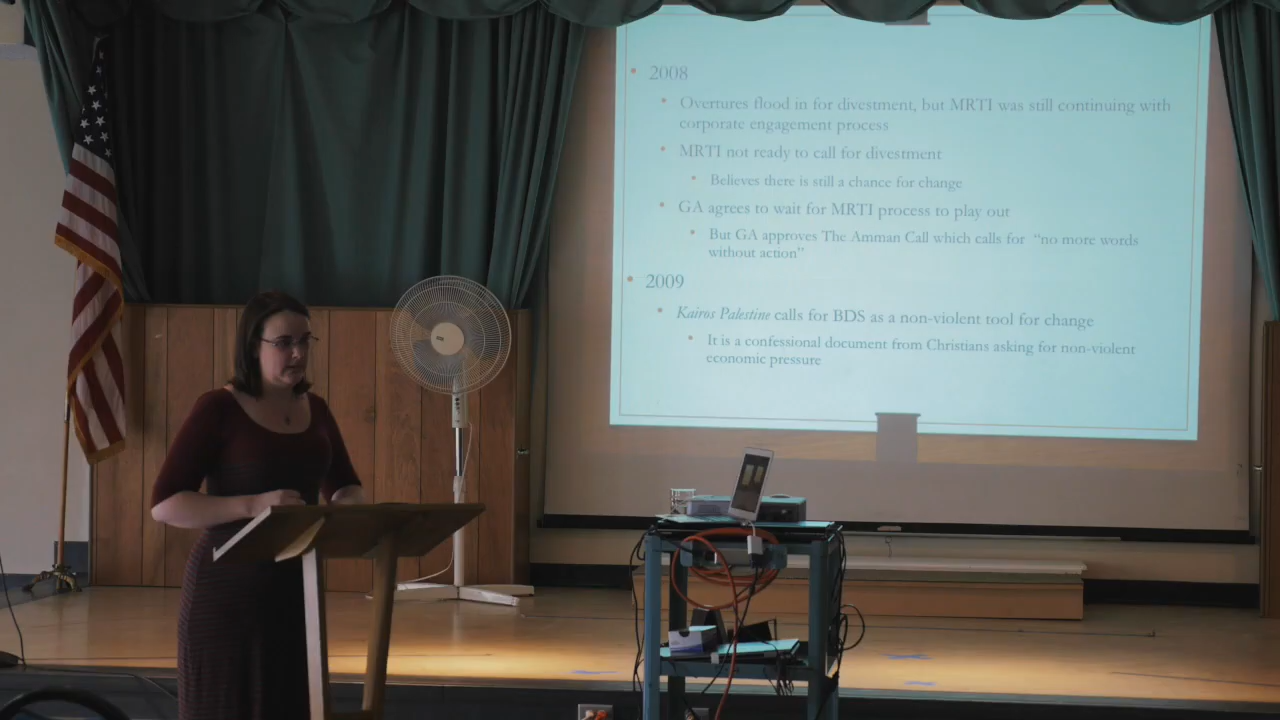 2008
Overtures flood in for divestment, but MRTI was still continuing with
corporate engagement process
MRTI not ready to call for divestment
Believes there is still a chance for change
GA agrees to wait for MRTI process to play out
But GA approves The Amman Call which calls for “no more words
without action”
2009
Kairos Palestine calls for BDS as a non-violent tool for change
It is a confessional document from Christians asking for non-violent
economic pressure